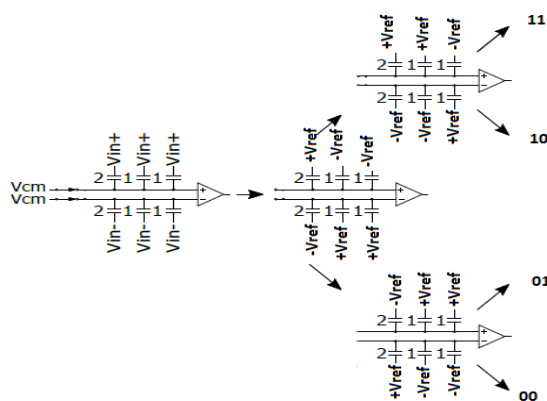 +Vref +Vref -Vref
2 1 1
+
-
2 1 1
-Vref -Vref +Vref
11
10
Vin+ Vin+ Vin+
2 1 1
Vcm
Vcm
+
-
2 1 1
Vin- Vin- Vin-
+Vref -Vref -Vref
2 1 1
+
-
2 1 1
-Vref +Vref +Vref
-Vref +Vref +Vref
2 1 1
+
-
2 1 1
+Vref -Vref -Vref
01
00